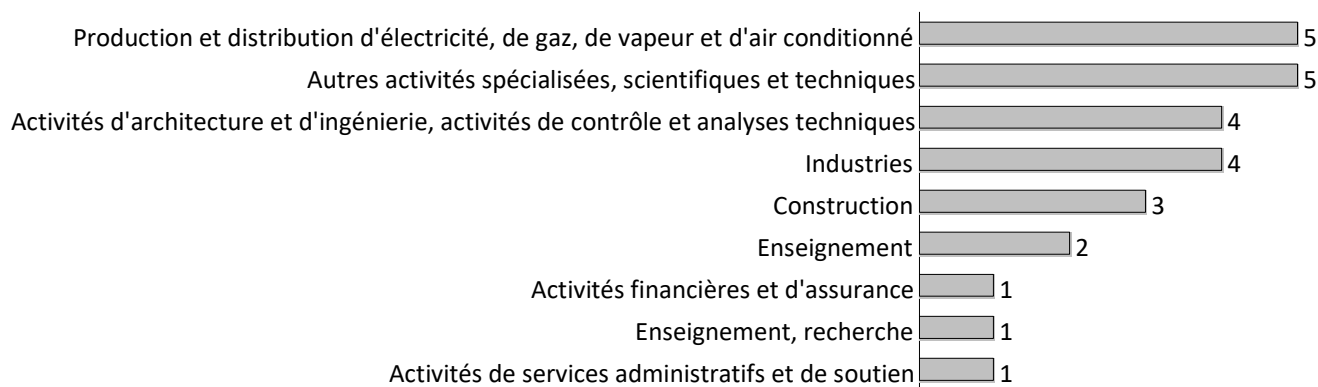 Production et distribution d'électricité, de gaz, de vapeur et d'air conditionné 5
Autres activités spécialisées, scientifiques et techniques 5
Activités d'architecture et d'ingénierie, activités de contrôle et analyses techniques 4
Industries 4
Construction 3
Enseignement 2
Activités financières et d'assurance 1
Enseignement, recherche 1
Activités de services administratifs et de soutien 1